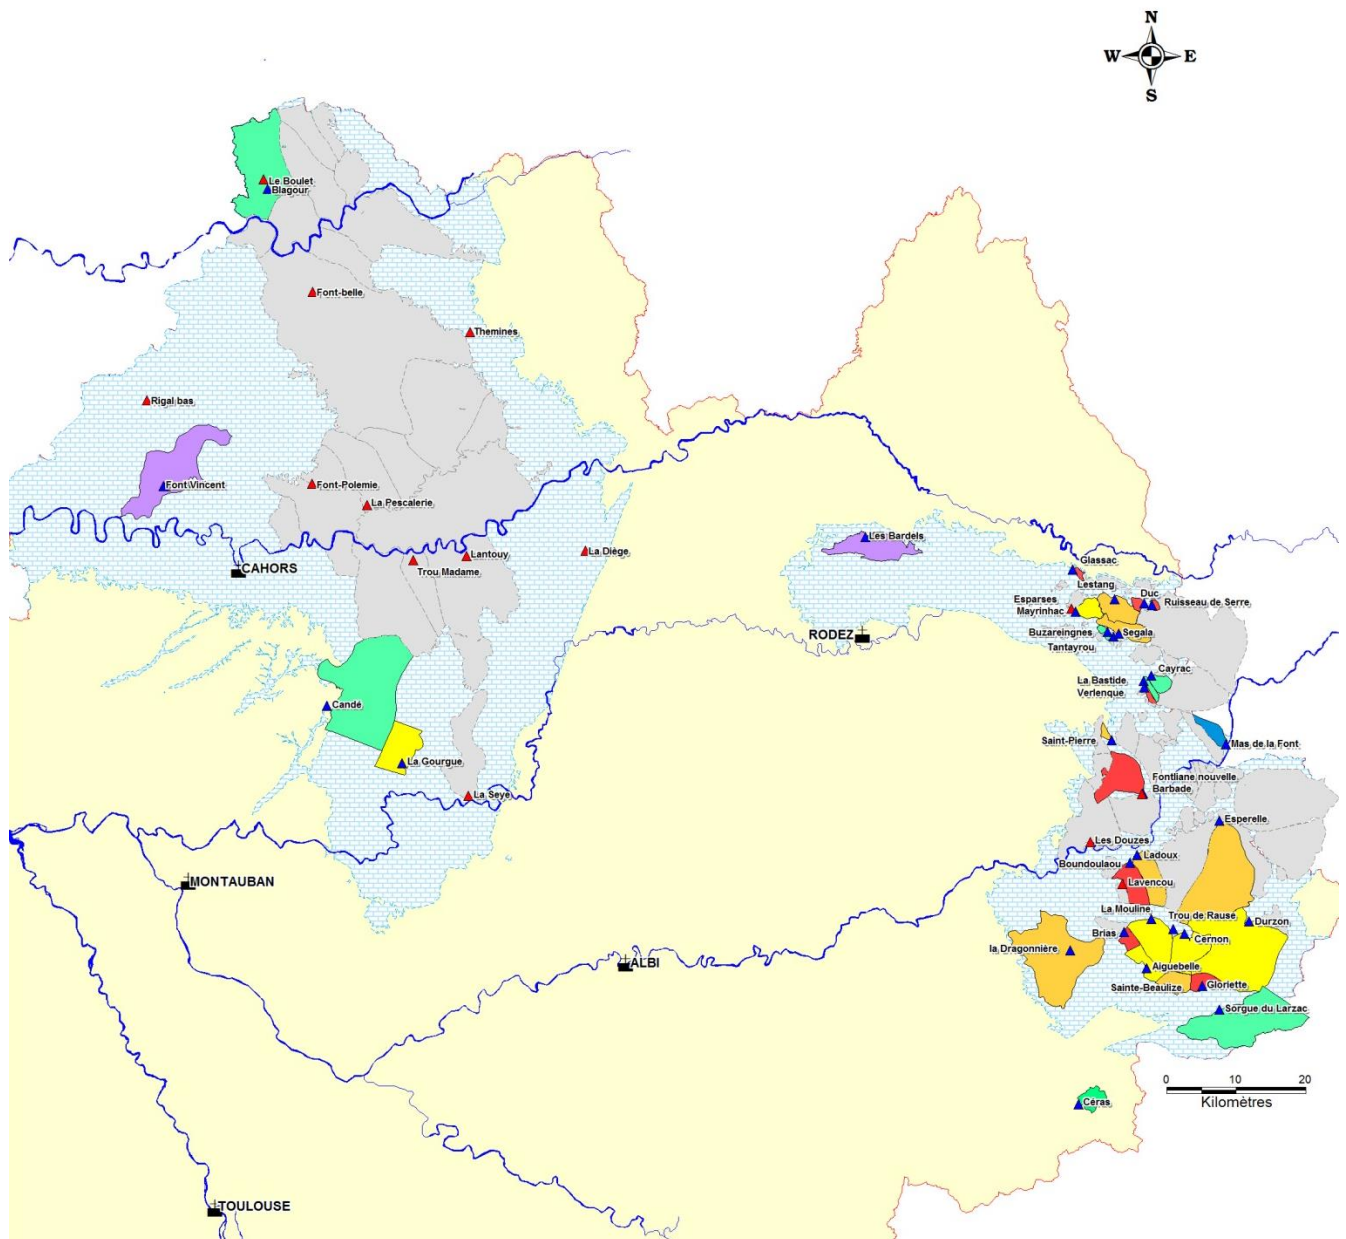 N
W E
S
Le Boulet
Blagour
Font-belle
Themines
Rigal bas
Font Vincent
Font-Polemie
La Pescalerie
Les Bardels
CAHORS
Trou Madame
Lantouy
La Diège
Glassac
Lestang
Duc
Esparses
Ruisseau de Serre
Mayrinhac
RODEZ
Buzareingnes
Segala
Tantayrou
Cayrac
La Bastide
Verlenque
Candé
Saint-Pierre
Mas de la Font
La Gourgue
Fontliane nouvelle
Barbade
La Seye
Esperelle
Les Douzes
Ladoux
Boundoulaou
MONTAUBAN
Lavencou
La Mouline
Trou de Rausé
Durzon
Brias
Cernon
la Dragonnière
ALBI
Aiguebelle
Sainte-Beaulize
Gloriette
Sorgue du Larzac
0 10 20
Kilomètres
Céras
TOULOUSE